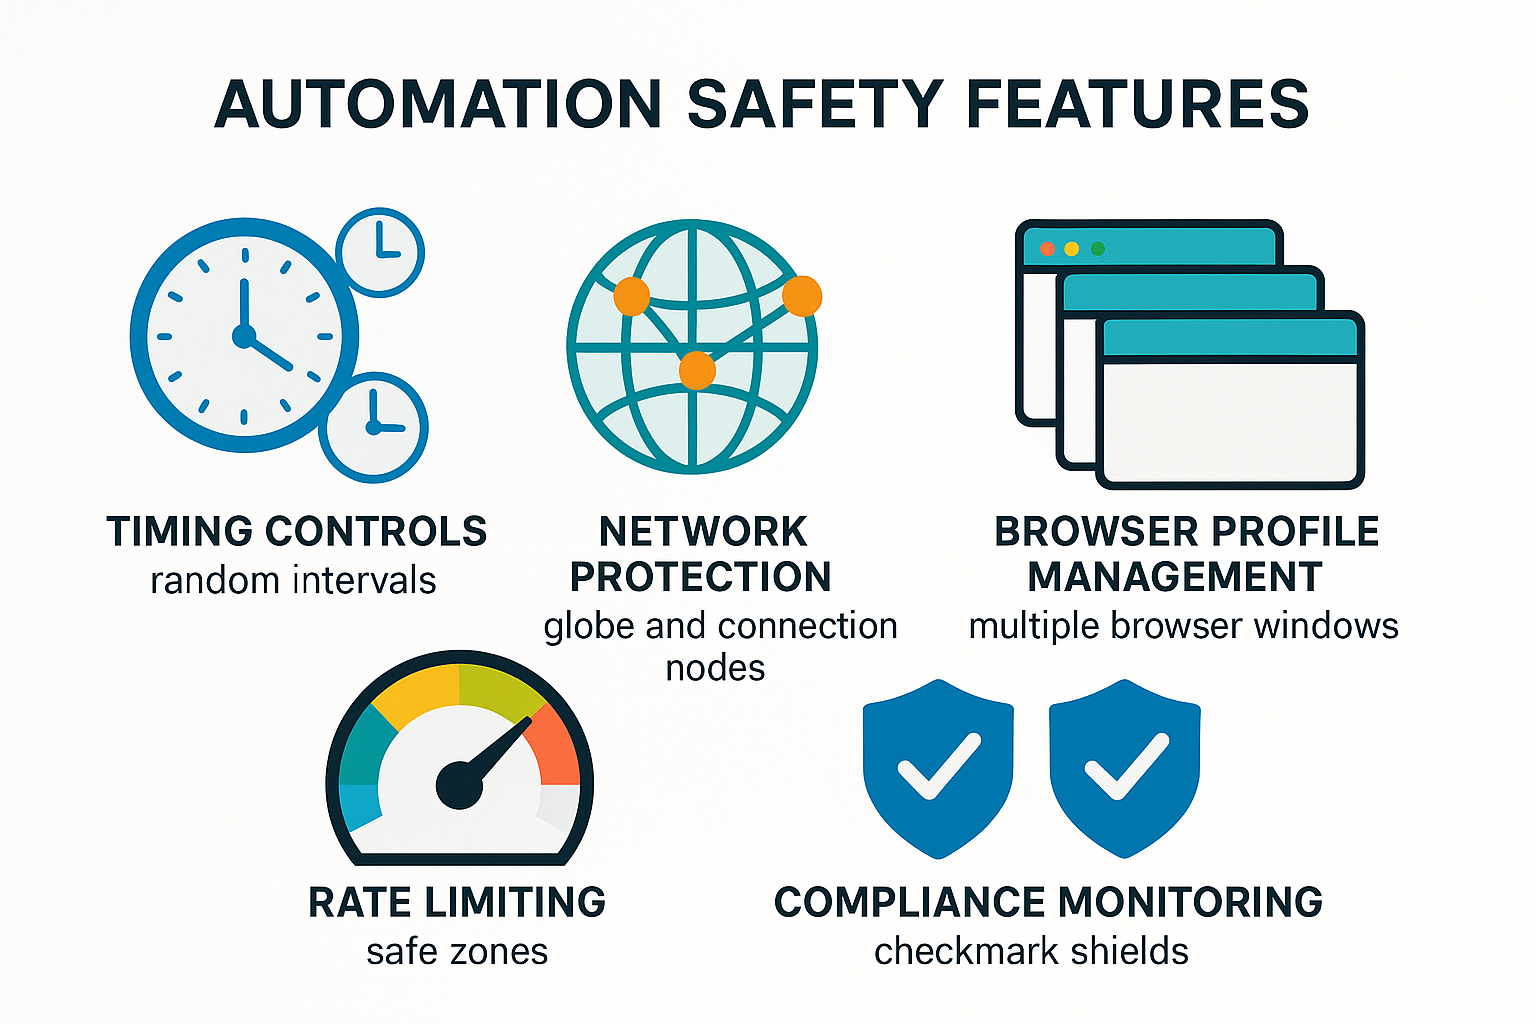 AUTOMATION SAFETY FEATURES
TIMING CONTROLS
random intervals
NETWORK
PROTECTION
globe and connection
nodes
BROWSER PROFILE
MANAGEMENT
multiple browser windows
RATE LIMITING
safe zones
COMPLIANCE MONITORING
checkmark shields